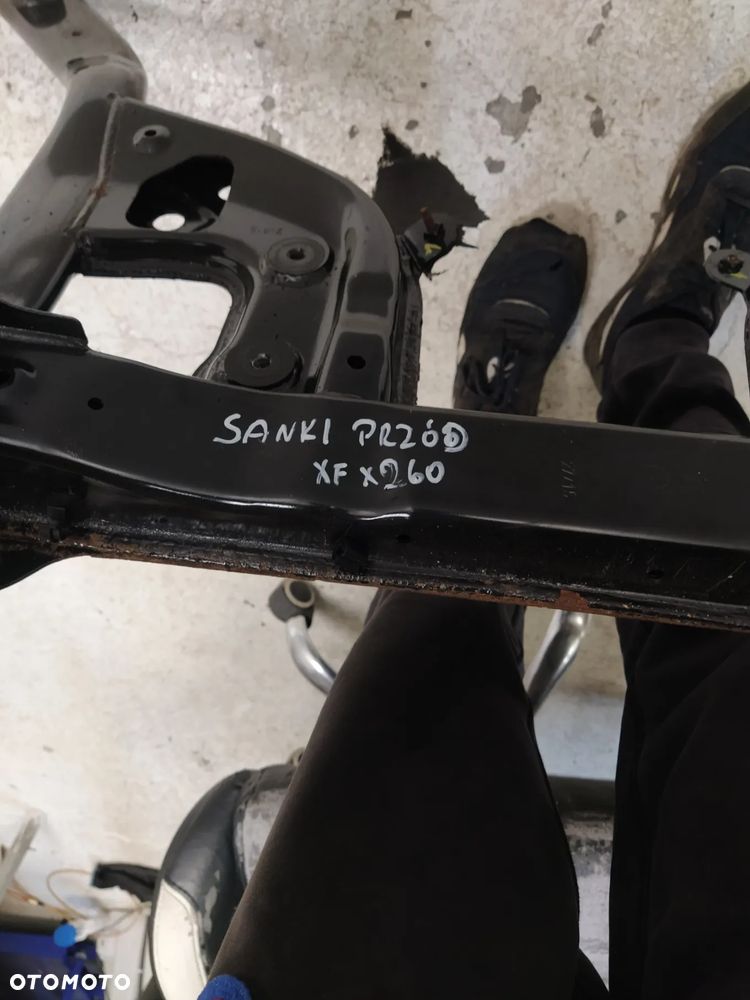 SANKI PRZÓD
XF X260
OTOMOTO